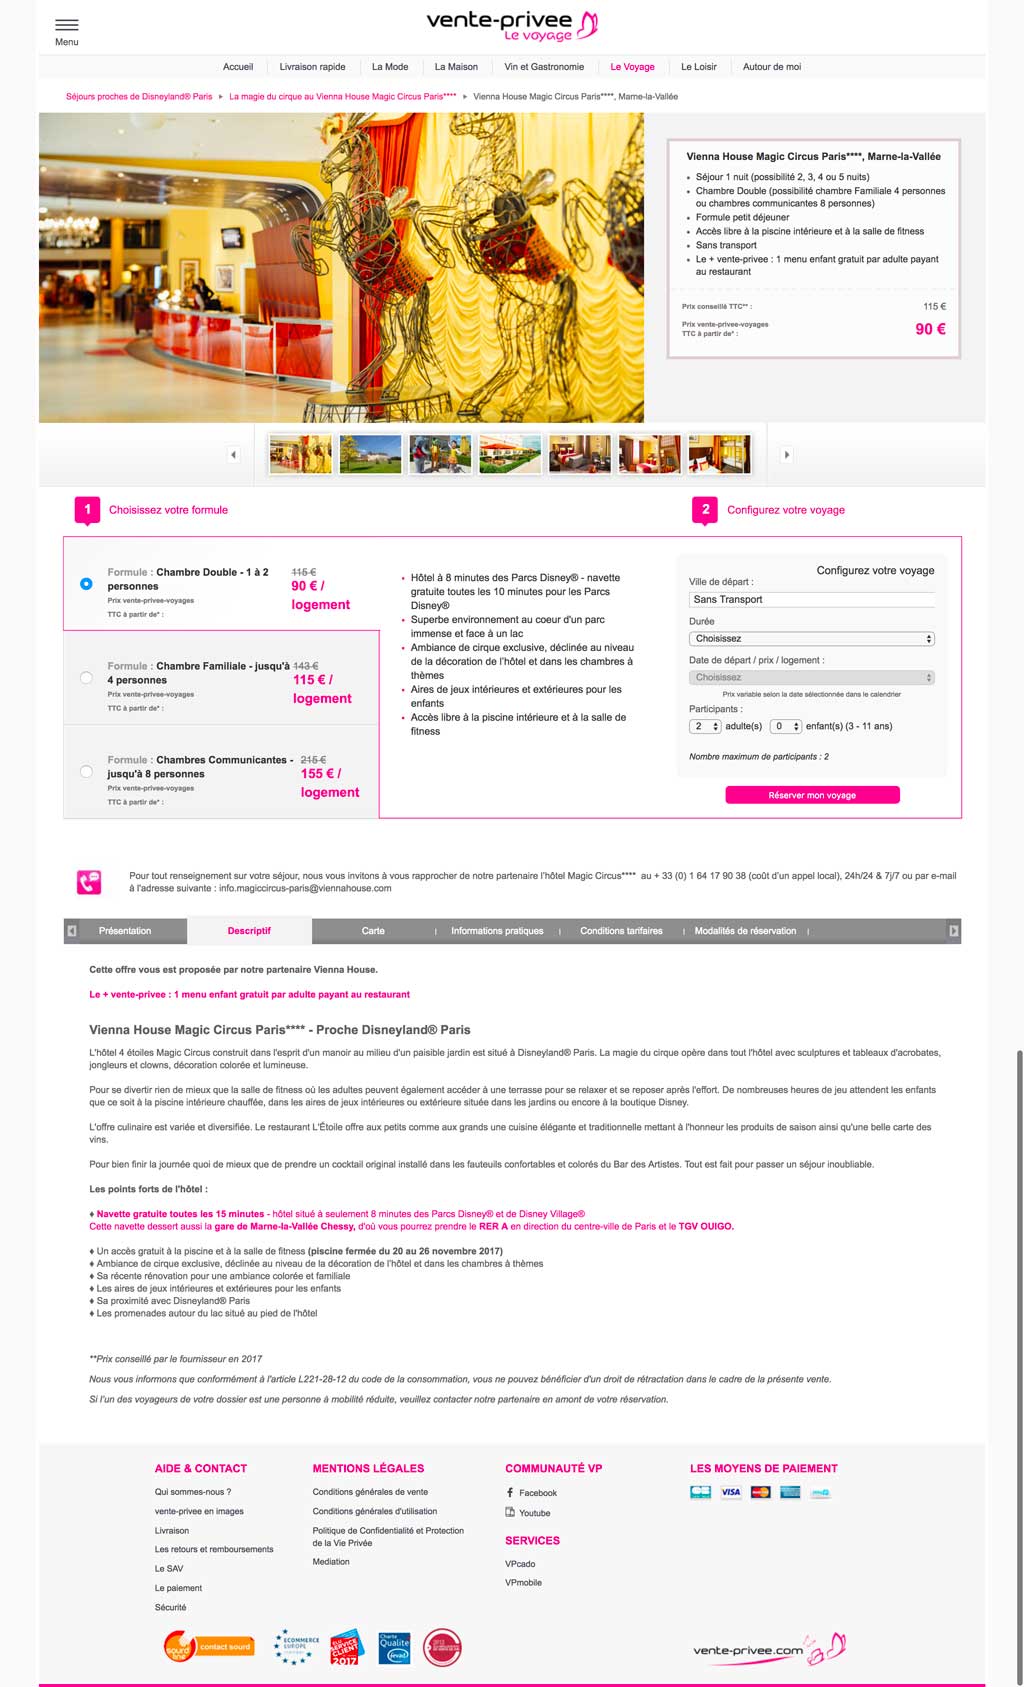 Menu
vente-privee
Le voyage
Accueil
Livraison rapide
La Mode
La Maison
Vin et Gastronomie
Le Voyage
Le Loisir
Autour de moi
Séjours proches de Disneyland® Paris
La magie du cirque au Vienna House Magic Circus Paris****
Vienna House Magic Circus Paris****, Marne-la-Vallée
Vienna House Magic Circus Paris****, Marne-la-Vallée
Séjour 1 nuit (possibilité 2, 3, 4 ou 5 nuits)
Chambre Double (possibilité chambre Familiale 4 personnes
ou chambres communicantes 8 personnes)
Formule petit déjeuner
Accès libre à la piscine intérieure et à la salle de fitness
Sans transport
Le + vente-privee : 1 menu enfant gratuit par adulte payant
au restaurant
Prix conseillé TTC** :
115 €
Prix vente-privee-voyages
TTC à partir de* :
90 €
1
Choisissez votre formule
2
Configurez votre voyage
Formule : Chambre Double - 1 à 2
personnes
Prix vente-privee-voyages
TTC à partir de* :
115 €
90 € /
logement
Formule : Chambre Familiale - jusqu'à
4 personnes
Prix vente-privee-voyages
TTC à partir de* :
143 €
115 € /
logement
Formule : Chambres Communicantes -
jusqu'à 8 personnes
Prix vente-privee-voyages
TTC à partir de* :
215 €
155 € /
logement
Hôtel à 8 minutes des Parcs Disney® - navette
gratuite toutes les 10 minutes pour les Parcs
Disney®
Superbe environnement au coeur d'un parc
immense et face à un lac
Ambiance de cirque exclusive, déclinée au niveau
de la décoration de l'hôtel et dans les chambres à
thèmes
Aires de jeux intérieures et extérieures pour les
enfants
Accès libre à la piscine intérieure et à la salle de
fitness
Configurez votre voyage
Ville de départ :
Sans Transport
Durée
Choisissez
Date de départ / prix / logement :
Choisissez
Prix variable selon la date sélectionnée dans le calendrier
Participants :
2 adulte(s) 0 enfant(s) (3 - 11 ans)
Nombre maximum de participants : 2
Réserver mon voyage
Pour tout renseignement sur votre séjour, nous vous invitons à vous rapprocher de notre partenaire l'hôtel Magic Circus**** au + 33 (0) 1 64 17 90 38 (coût d'un appel local), 24h/24 & 7j/7 ou par e-mail
à l'adresse suivante : info.magiccircus-paris@viennahouse.com
Présentation
Descriptif
Carte
Informations pratiques
Conditions tarifaires
Modalités de réservation
Cette offre vous est proposée par notre partenaire Vienna House.
Le + vente-privee : 1 menu enfant gratuit par adulte payant au restaurant
Vienna House Magic Circus Paris**** - Proche Disneyland® Paris
L'hôtel 4 étoiles Magic Circus construit dans l'esprit d'un manoir au milieu d'un paisible jardin est situé à Disneyland® Paris. La magie du cirque opère dans tout l'hôtel avec sculptures et tableaux d'acrobates,
jongleurs et clowns, décoration colorée et lumineuse.
Pour se divertir rien de mieux que la salle de fitness où les adultes peuvent également accéder à une terrasse pour se relaxer et se reposer après l'effort. De nombreuses heures de jeu attendent les enfants
que ce soit à la piscine intérieure chauffée, dans les aires de jeux intérieures ou extérieure située dans les jardins ou encore à la boutique Disney.
L'offre culinaire est variée et diversifiée. Le restaurant L'Étoile offre aux petits comme aux grands une cuisine élégante et traditionnelle mettant à l'honneur les produits de saison ainsi qu'une belle carte des
vins.
Pour bien finir la journée quoi de mieux que de prendre un cocktail original installé dans les fauteuils confortables et colorés du Bar des Artistes. Tout est fait pour passer un séjour inoubliable.
Les points forts de l'hôtel :
♦ Navette gratuite toutes les 15 minutes - hôtel situé à seulement 8 minutes des Parcs Disney® et de Disney Village®
Cette navette dessert aussi la gare de Marne-la-Vallée Chessy, d'où vous pourrez prendre le RER A en direction du centre-ville de Paris et le TGV OUIGO.
♦ Un accès gratuit à la piscine et à la salle de fitness (piscine fermée du 20 au 26 novembre 2017)
♦ Ambiance de cirque exclusive, déclinée au niveau de la décoration de l'hôtel et dans les chambres à thèmes
♦ Sa récente rénovation pour une ambiance colorée et familiale
♦ Les aires de jeux intérieures et extérieures pour les enfants
♦ Sa proximité avec Disneyland® Paris
♦ Les promenades autour du lac situé au pied de l'hôtel
**Prix conseillé par le fournisseur en 2017
Nous vous informons que conformément à l'article L221-28-12 du code de la consommation, vous ne pouvez bénéficier d'un droit de rétractation dans le cadre de la présente vente.
Si l'un des voyageurs de votre dossier est une personne à mobilité réduite, veuillez contacter notre partenaire en amont de votre réservation.
AIDE & CONTACT
Qui sommes-nous ?
vente-privee en images
Livraison
Les retours et remboursements
Le SAV
Le paiement
Sécurité
MENTIONS LÉGALES
Conditions générales de vente
Conditions générales d'utilisation
Politique de Confidentialité et Protection
de la Vie Privée
Mediation
COMMUNAUTÉ VP
Facebook
Youtube
SERVICES
VPcado
VPmobile
LES MOYENS DE PAIEMENT
VISA
contact sourd
ECOMMERCE
EUROPE
SERVICE
CLIENT
2017
Charte
Qualité
fevad
vente-privee.com